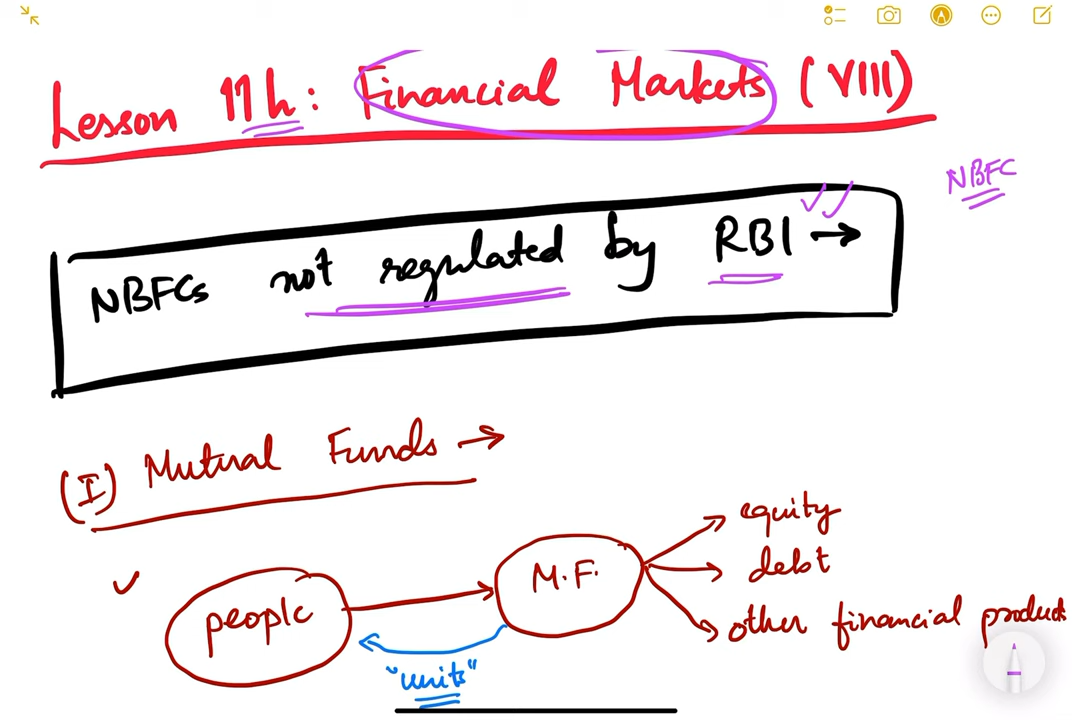 Lesson 11h: Financial Markets (VIII)
NBFC
NBFCs not regulated by RBI →
(I) Mutual Funds →
equity
people
M.F.
debt
other financial products
"units"